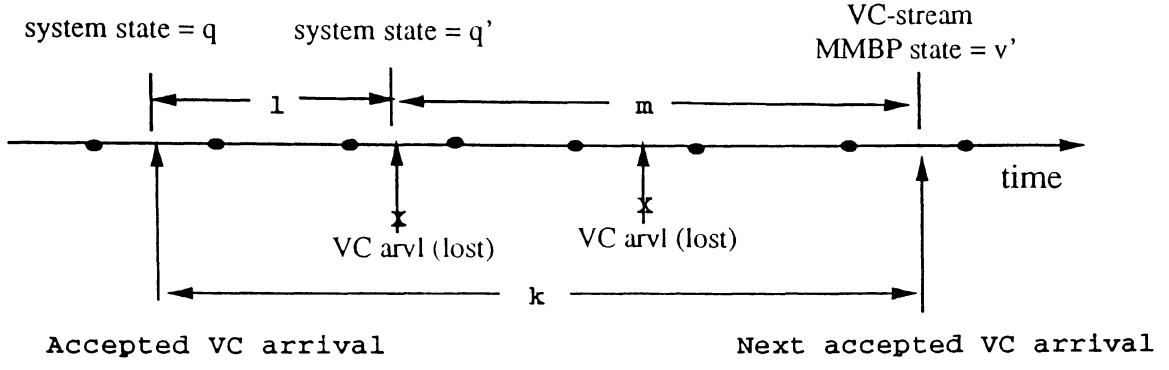 system state = q
system state = q'
VC-stream
MMBP state = v'
l
m
time
VC arvl (lost)
VC arvl (lost)
k
Accepted VC arrival
Next accepted VC arrival